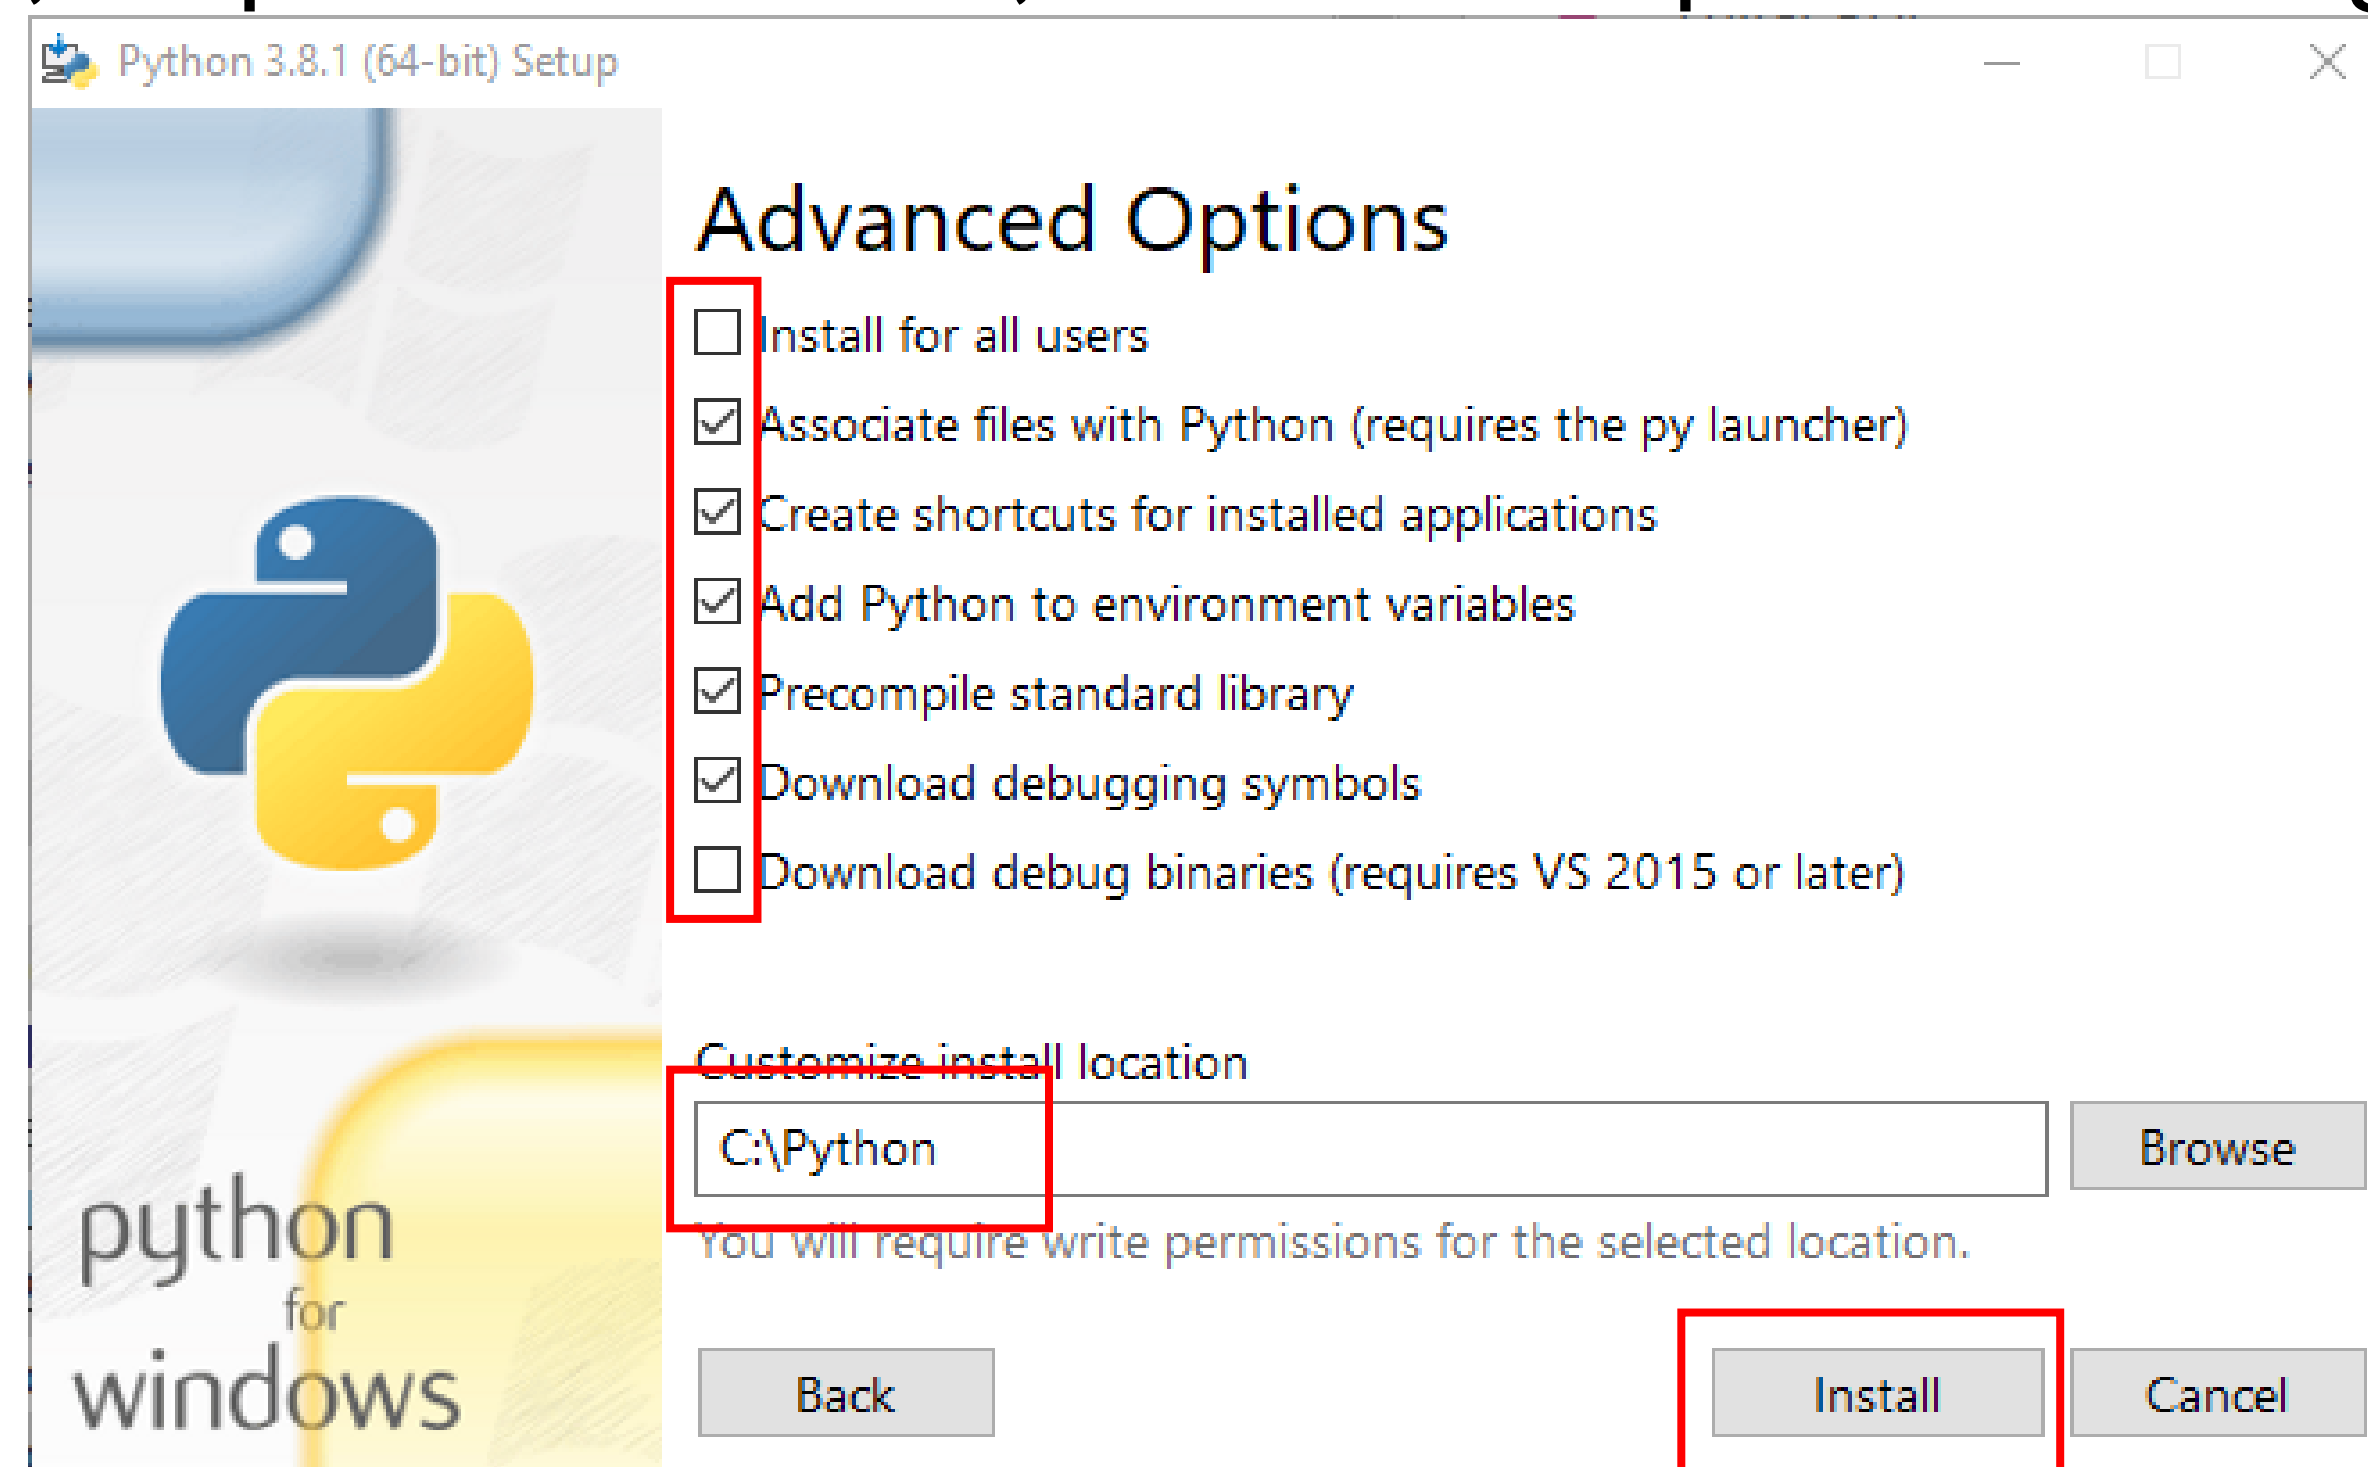 Python 3.8.1 (64-bit) Setup
Advanced Options
Install for all users
Associate files with Python (requires the py launcher)
Create shortcuts for installed applications
Add Python to environment variables
Precompile standard library
Download debugging symbols
Download debug binaries (requires VS 2015 or later)
Customize install location
C:\Python
Browse
You will require write permissions for the selected location.
python
for
windows
Back
Install
Cancel